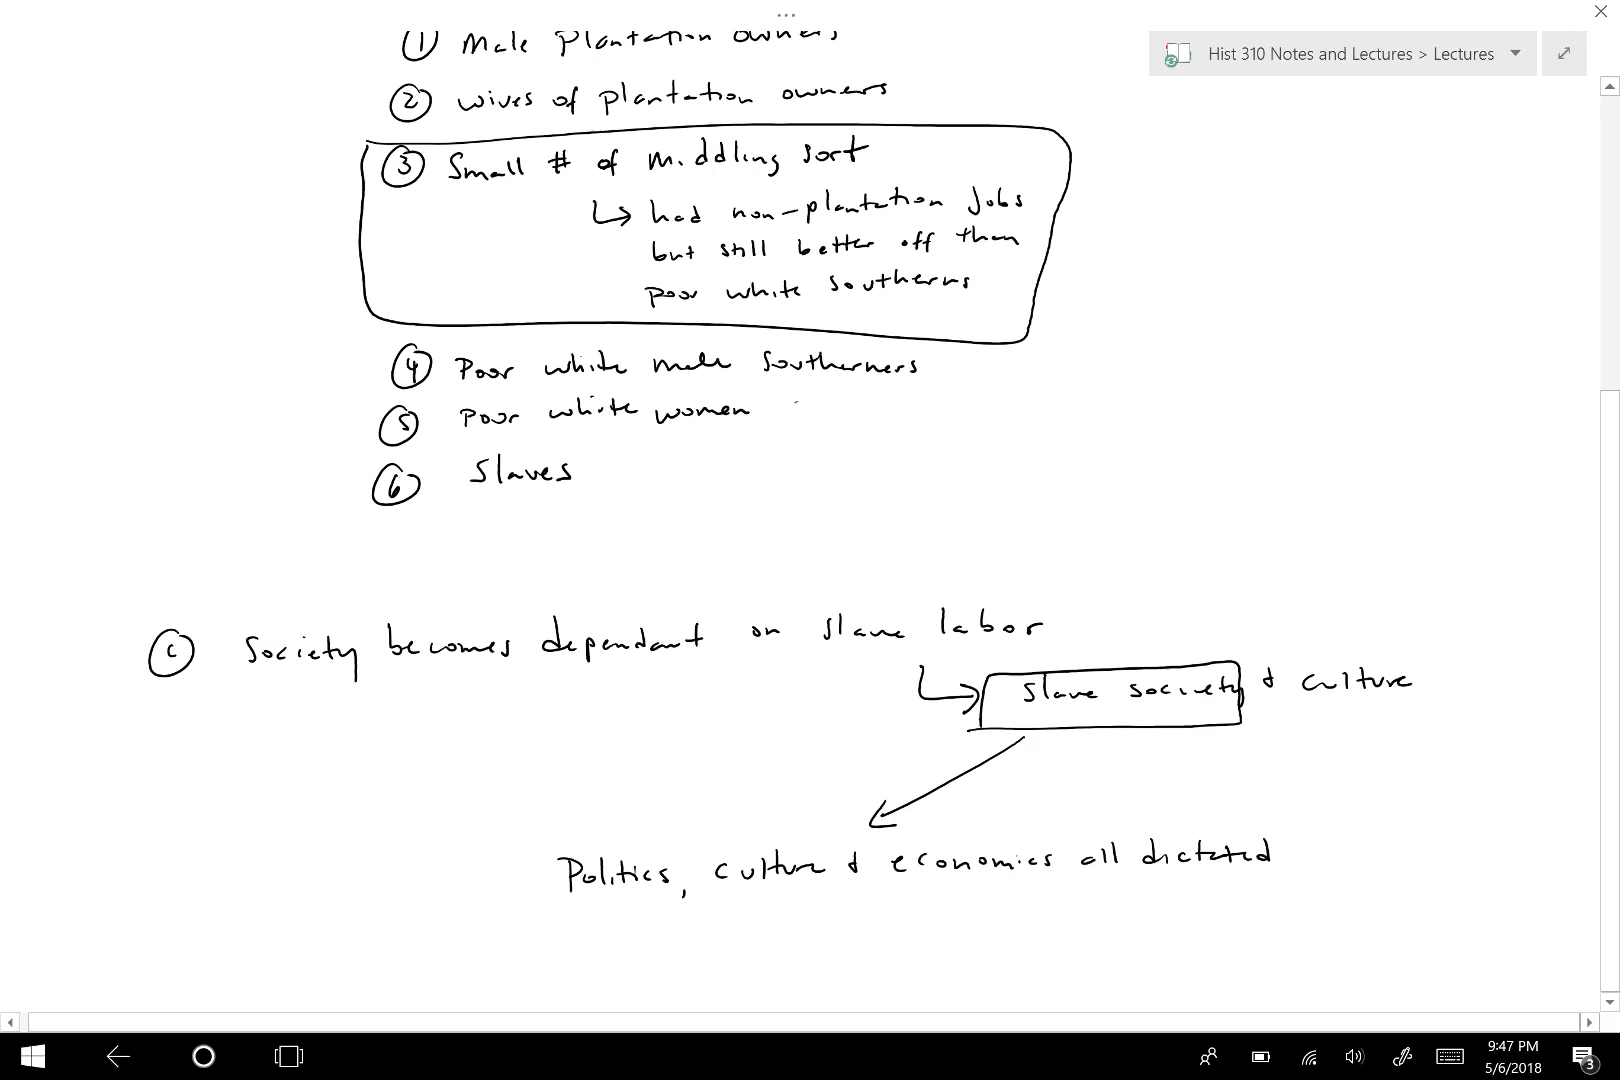 ...
Hist 310 Notes and Lectures > Lectures
① Male Plantation owners
② wives of plantation owners
③ Small # of middling sort
↳ had non-plantation jobs
but still better off than
poor white southerns
④ Poor white male Southerners
⑤ Poor white women
⑥ Slaves
ⓒ Society becomes dependant on slave labor
↳ slave society & culture
Politics, culture & economics all dictated
9:47 PM
5/6/2018
3